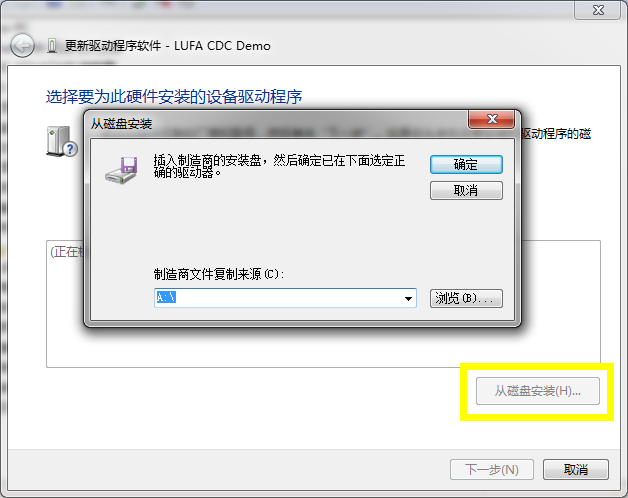 更新驱动程序软件 - LUFA CDC Demo
选择要为此硬件安装的设备驱动程序
驱动程序的磁
从磁盘安装
插入制造商的安装盘，然后确定已在下面选定正
确的驱动器。
确定
取消
(正在
制造商文件复制来源(C):
A:\
浏览(B)...
从磁盘安装(H)...
下一步(N)
取消